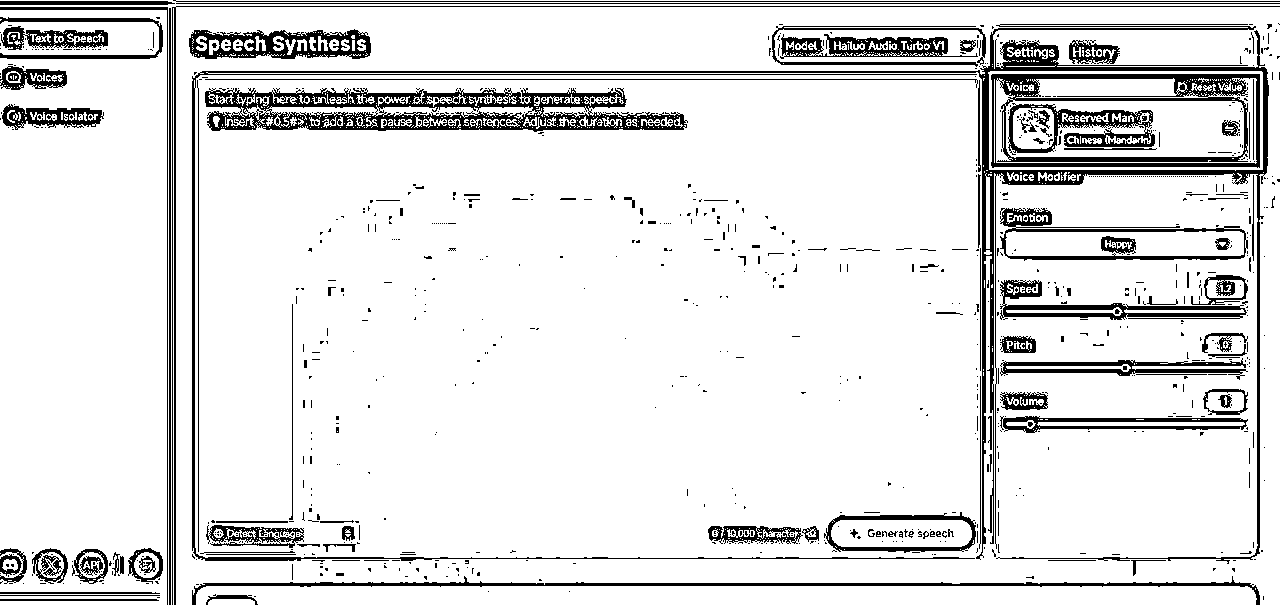 Text to Speech
Voices
Voice Isolator
API
Speech Synthesis
Model
Hailuo Audio Turbo V1
Start typing here to unleash the power of speech synthesis to generate speech.
Insert <#0.5#> to add a 0.5s pause between sentences. Adjust the duration as needed.
Detect Language
0 / 10,000 character
Generate speech
Settings
History
Voice
Reset Value
Reserved Man
Chinese (Mandarin)
Voice Modifier
Emotion
Happy
Speed
Pitch
0
Volume
1